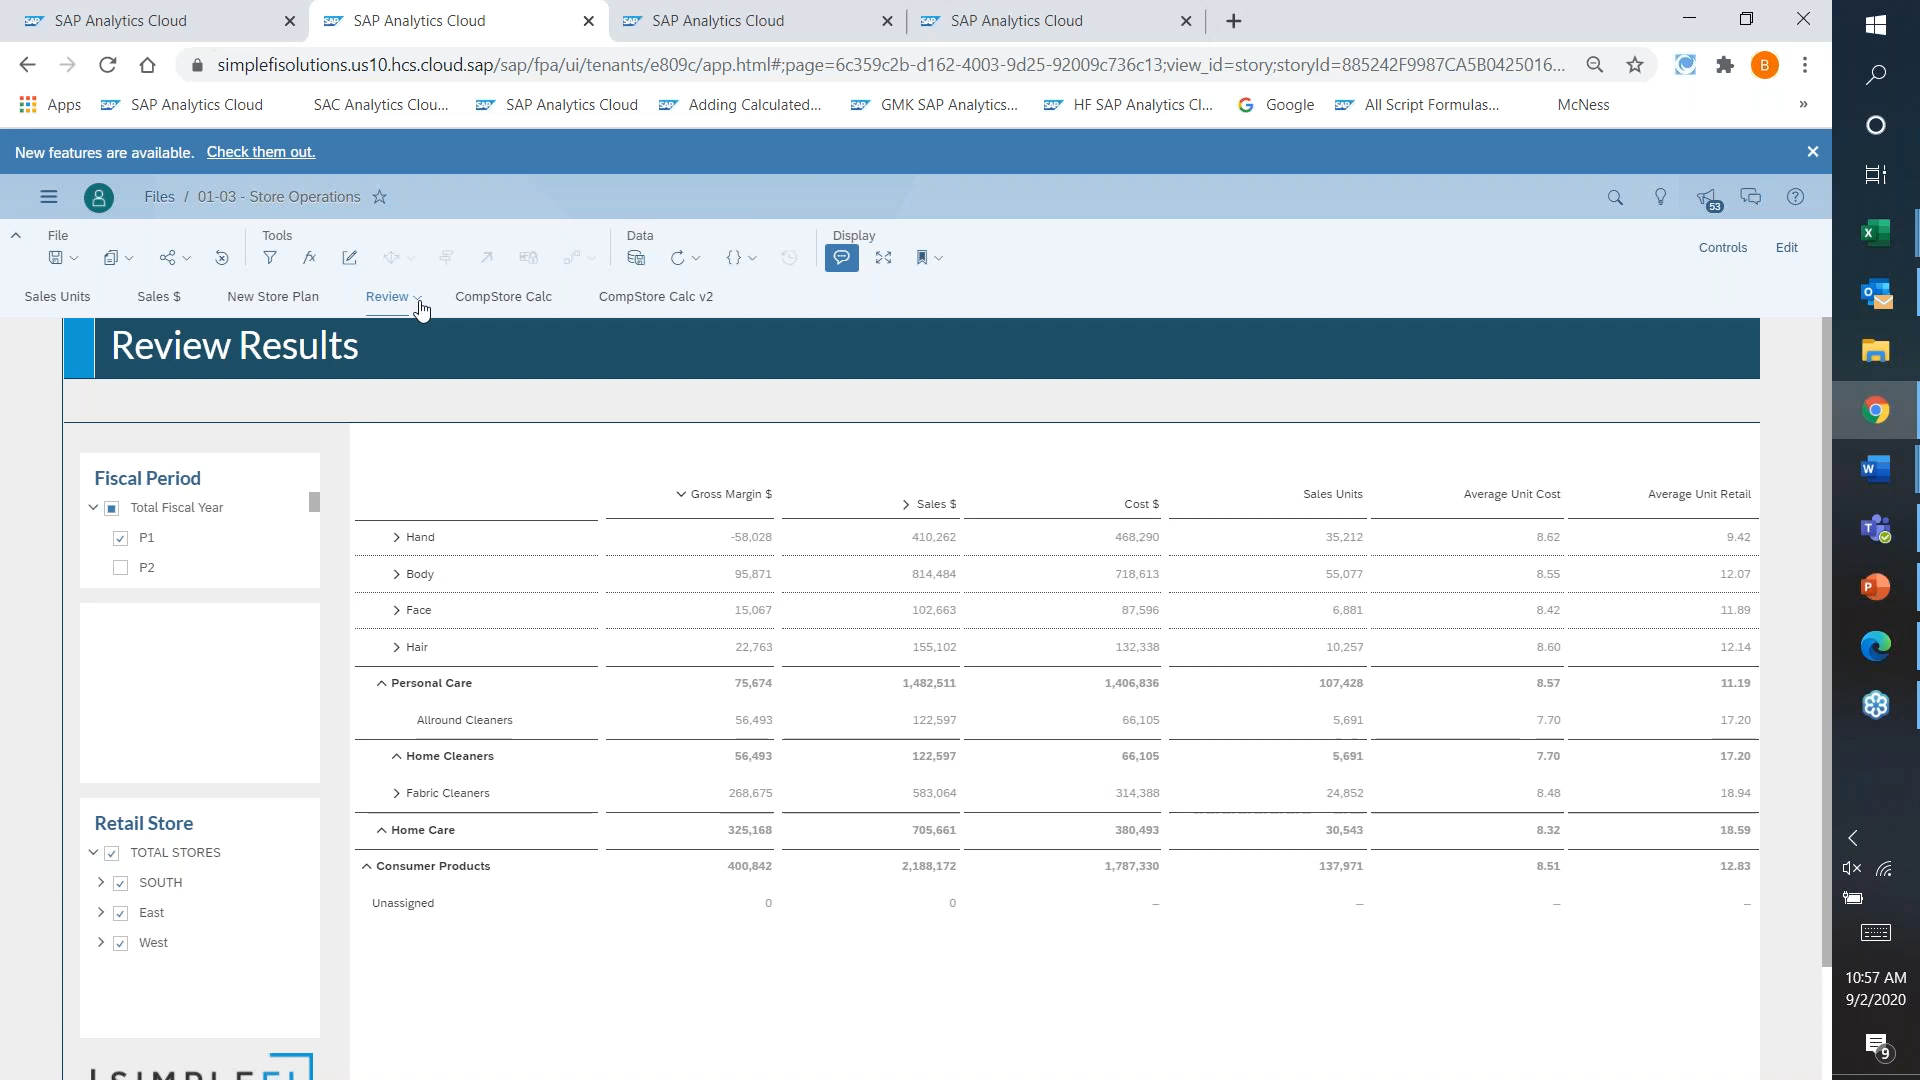 SAP Analytics Cloud
SAP Analytics Cloud
SAP Analytics Cloud
SAP Analytics Cloud
simplefisolutions.us10.hcs.cloud.sap/sap/fpa/ui/tenants/e809c/app.html#;page=6c359c2b-d162-4003-9d25-92009c736c13;view_id=story;storyId=885242F9987CA5B0425016...
B
Apps SAP Analytics Cloud SAC Analytics Clou... SAP Analytics Cloud Adding Calculated... GMK SAP Analytics... HF SAP Analytics Cl... Google All Script Formulas... McNess »
New features are available. Check them out.
Files / 01-03 - Store Operations
53
File Tools Data Display
Controls Edit
Sales Units Sales $ New Store Plan Review CompStore Calc CompStore Calc v2
Review Results
Fiscal Period
Total Fiscal Year
P1
P2
Retail Store
TOTAL STORES
SOUTH
East
West
SIMPLEFI
Gross Margin $ Sales $ Cost $ Sales Units Average Unit Cost Average Unit Retail
Hand -58,028 410,262 468,290 35,212 8.62 9.42
Body 95,871 814,484 718,613 55,077 8.55 12.07
Face 15,067 102,663 87,596 6,881 8.42 11.89
Hair 22,763 155,102 132,338 10,257 8.60 12.14
Personal Care 75,674 1,482,511 1,406,836 107,428 8.57 11.19
Allround Cleaners 56,493 122,597 66,105 5,691 7.70 17.20
Home Cleaners 56,493 122,597 66,105 5,691 7.70 17.20
Fabric Cleaners 268,675 583,064 314,388 24,852 8.48 18.94
Home Care 325,168 705,661 380,493 30,543 8.32 18.59
Consumer Products 400,842 2,188,172 1,787,330 137,971 8.51 12.83
Unassigned 0 0 – – – –
10:57 AM
9/2/2020
9